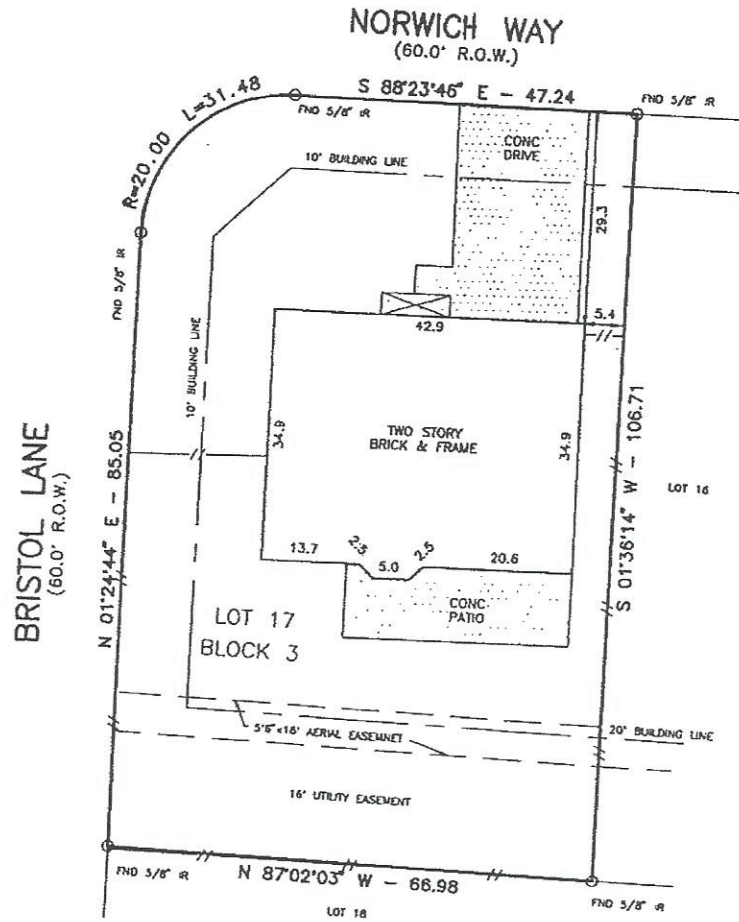 NORWICH WAY
(60.0' R.O.W.)
S 88°23'46" E - 47.24
L=31.48
R=20.00
FND 5/8" IR
FND 5/8" IR
CONC
DRIVE
10' BUILDING LINE
29.3
FND 5/8" IR
5.4
42.9
10' BUILDING LINE
34.9
TWO STORY
BRICK & FRAME
34.9
S 01°36'14" W - 106.71
LOT 16
BRISTOL LANE
(60.0' R.O.W.)
N 01°24'44" E - 85.05
13.7
2.5
5.0
2.5
20.6
CONC
PATIO
LOT 17
BLOCK 3
20' BUILDING LINE
5'6"x16' AERIAL EASEMNET
16' UTILITY EASEMENT
FND 5/8" IR
N 87°02'03" W - 66.98
FND 5/8" IR
LOT 18